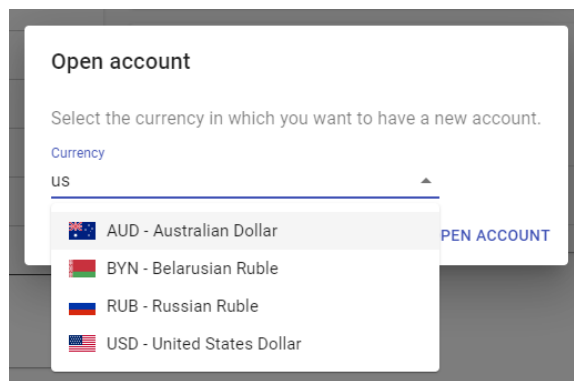 Open account
Select the currency in which you want to have a new account.
Currency
us
AUD - Australian Dollar
PEN ACCOUNT
BYN - Belarusian Ruble
RUB - Russian Ruble
USD - United States Dollar